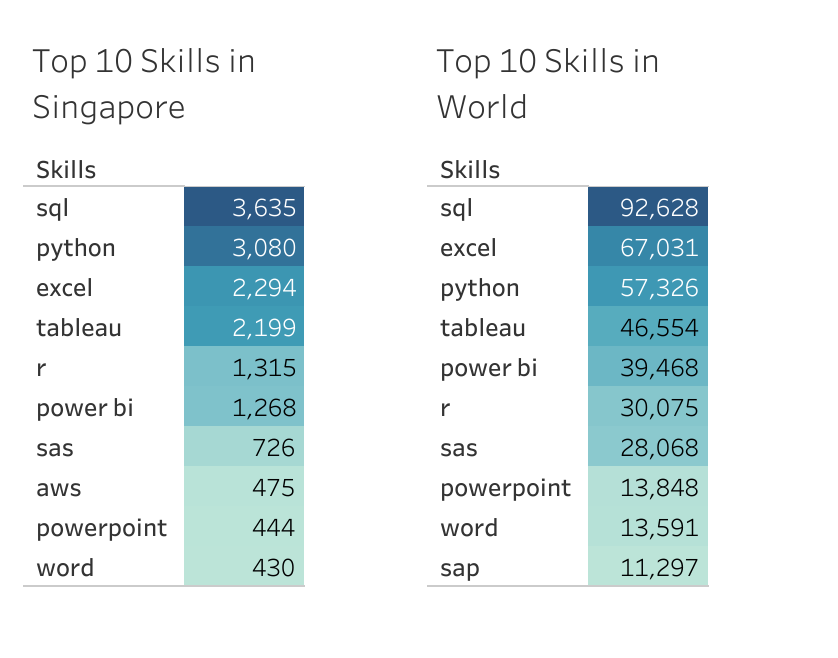 Top 10 Skills in
Singapore
Skills
sql 3,635
python 3,080
excel 2,294
tableau 2,199
r 1,315
power bi 1,268
sas 726
aws 475
powerpoint 444
word 430
Top 10 Skills in
World
Skills
sql 92,628
excel 67,031
python 57,326
tableau 46,554
power bi 39,468
r 30,075
sas 28,068
powerpoint 13,848
word 13,591
sap 11,297